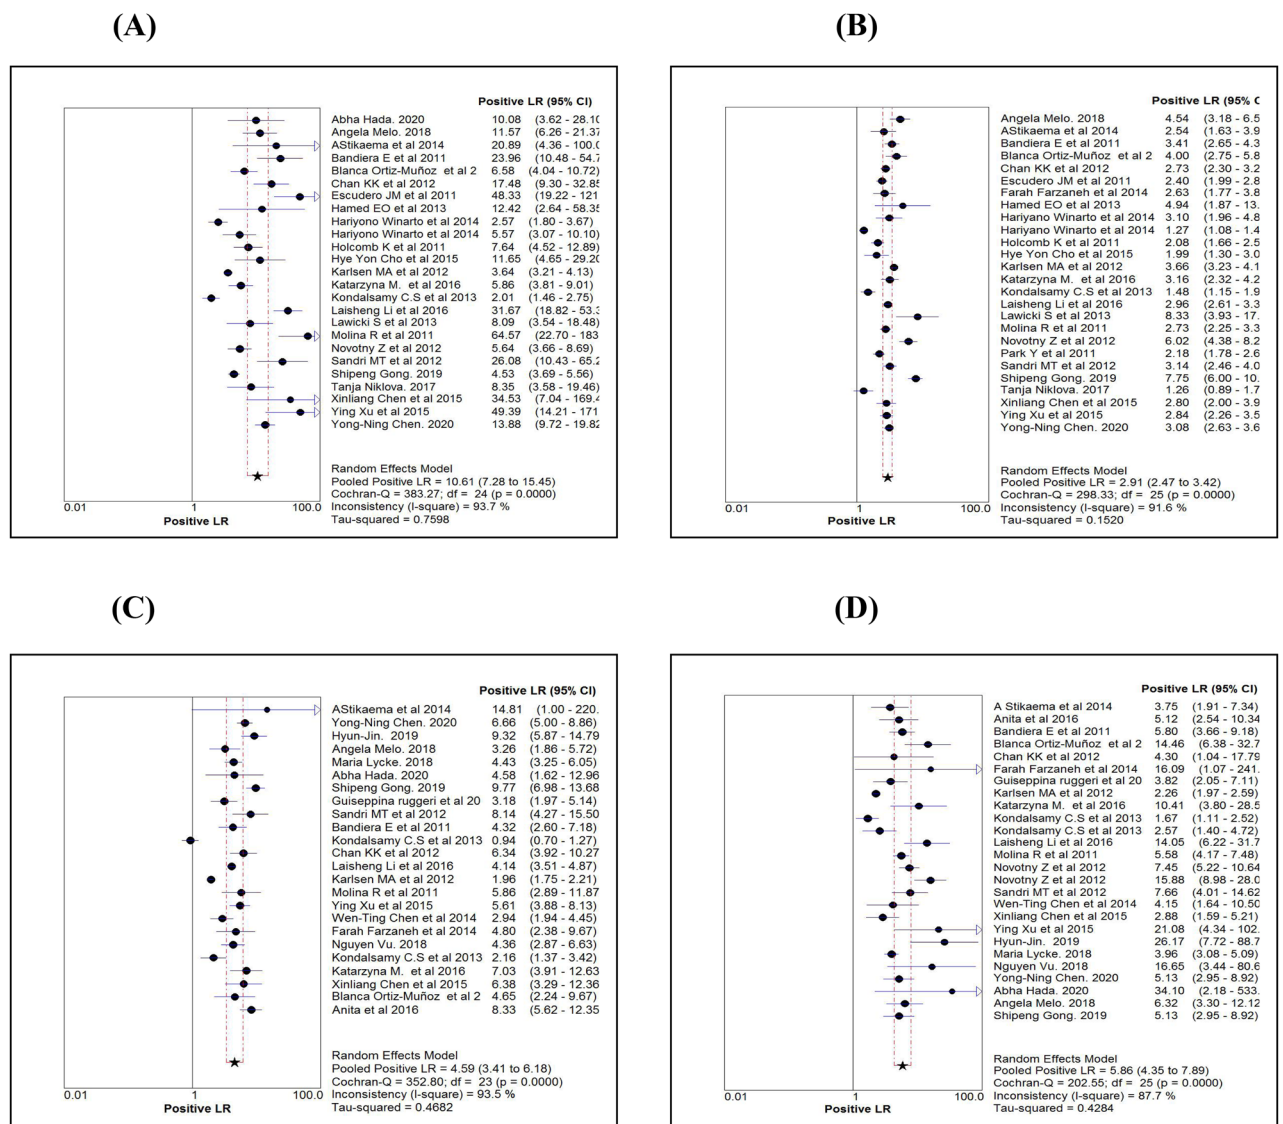 (A)
Positive LR (95% CI)
Abha Hada. 2020 10.08 (3.62 - 28.10
Angela Melo. 2018 11.57 (6.26 - 21.37
AStikaema et al 2014 20.89 (4.36 - 100.0
Bandiera E et al 2011 23.96 (10.48 - 54.7
Blanca Ortiz-Muñoz et al 2 6.58 (4.04 - 10.72)
Chan KK et al 2012 17.48 (9.30 - 32.85
Escudero JM et al 2011 48.33 (19.22 - 121
Hamed EO et al 2013 12.42 (2.64 - 58.35
Hariyono Winarto et al 2014 2.57 (1.80 - 3.67)
Hariyono Winarto et al 2014 5.57 (3.07 - 10.10)
Holcomb K et al 2011 7.64 (4.52 - 12.89)
Hye Yon Cho et al 2015 11.65 (4.65 - 29.20
Karlsen MA et al 2012 3.64 (3.21 - 4.13)
Katarzyna M. et al 2016 5.86 (3.81 - 9.01)
Kondalsamy C.S et al 2013 2.01 (1.46 - 2.75)
Laisheng Li et al 2016 31.67 (18.82 - 53.3
Lawicki S et al 2013 8.09 (3.54 - 18.48)
Molina R et al 2011 64.57 (22.70 - 183
Novotny Z et al 2012 5.64 (3.66 - 8.69)
Sandri MT et al 2012 26.08 (10.43 - 65.2
Shipeng Gong. 2019 4.53 (3.69 - 5.56)
Tanja Niklova. 2017 8.35 (3.58 - 19.46)
Xinliang Chen et al 2015 34.53 (7.04 - 169.4
Ying Xu et al 2015 49.39 (14.21 - 171
Yong-Ning Chen. 2020 13.88 (9.72 - 19.82
Random Effects Model
Pooled Positive LR = 10.61 (7.28 to 15.45)
Cochran-Q = 383.27; df = 24 (p = 0.0000)
Inconsistency (I-square) = 93.7 %
Tau-squared = 0.7598
0.01 1 100.0
Positive LR
(B)
Positive LR (95% C
Angela Melo. 2018 4.54 (3.18 - 6.5
AStikaema et al 2014 2.54 (1.63 - 3.9
Bandiera E et al 2011 3.41 (2.65 - 4.3
Blanca Ortiz-Muñoz et al 2 4.00 (2.75 - 5.8
Chan KK et al 2012 2.73 (2.30 - 3.2
Escudero JM et al 2011 2.40 (1.99 - 2.8
Farah Farzaneh et al 2014 2.63 (1.77 - 3.8
Hamed EO et al 2013 4.94 (1.87 - 13.
Hariyano Winarto et al 2014 3.10 (1.96 - 4.8
Hariyono Winarto et al 2014 1.27 (1.08 - 1.4
Holcomb K et al 2011 2.08 (1.66 - 2.5
Hye Yon Cho et al 2015 1.99 (1.30 - 3.0
Karlsen MA et al 2012 3.66 (3.23 - 4.1
Katarzyna M. et al 2016 3.16 (2.32 - 4.2
Kondalsamy C.S et al 2013 1.48 (1.15 - 1.9
Laisheng Li et al 2016 2.96 (2.61 - 3.3
Lawicki S et al 2013 8.33 (3.93 - 17.
Molina R et al 2011 2.73 (2.25 - 3.3
Novotny Z et al 2012 6.02 (4.38 - 8.2
Park Y et al 2011 2.18 (1.78 - 2.6
Sandri MT et al 2012 3.14 (2.46 - 4.0
Shipeng Gong. 2019 7.75 (6.00 - 10.
Tanja Niklova. 2017 1.26 (0.89 - 1.7
Xinliang Chen et al 2015 2.80 (2.00 - 3.9
Ying Xu et al 2015 2.84 (2.26 - 3.5
Yong-Ning Chen. 2020 3.08 (2.63 - 3.6
Random Effects Model
Pooled Positive LR = 2.91 (2.47 to 3.42)
Cochran-Q = 298.33; df = 25 (p = 0.0000)
Inconsistency (I-square) = 91.6 %
Tau-squared = 0.1520
0.01 1 100.0
Positive LR
(C)
Positive LR (95% CI)
AStikaema et al 2014 14.81 (1.00 - 220.
Yong-Ning Chen. 2020 6.66 (5.00 - 8.86)
Hyun-Jin. 2019 9.32 (5.87 - 14.79
Angela Melo. 2018 3.26 (1.86 - 5.72)
Maria Lycke. 2018 4.43 (3.25 - 6.05)
Abha Hada. 2020 4.58 (1.62 - 12.96
Shipeng Gong. 2019 9.77 (6.98 - 13.68
Guiseppina ruggeri et al 20 3.18 (1.97 - 5.14)
Sandri MT et al 2012 8.14 (4.27 - 15.50
Bandiera E et al 2011 4.32 (2.60 - 7.18)
Kondalsamy C.S et al 2013 0.94 (0.70 - 1.27)
Chan KK et al 2012 6.34 (3.92 - 10.27
Laisheng Li et al 2016 4.14 (3.51 - 4.87)
Karlsen MA et al 2012 1.96 (1.75 - 2.21)
Molina R et al 2011 5.86 (2.89 - 11.87
Ying Xu et al 2015 5.61 (3.88 - 8.13)
Wen-Ting Chen et al 2014 2.94 (1.94 - 4.45)
Farah Farzaneh et al 2014 4.80 (2.38 - 9.67)
Nguyen Vu. 2018 4.36 (2.87 - 6.63)
Kondalsamy C.S et al 2013 2.16 (1.37 - 3.42)
Katarzyna M. et al 2016 7.03 (3.91 - 12.63
Xinliang Chen et al 2015 6.38 (3.29 - 12.36
Blanca Ortiz-Muñoz et al 2 4.65 (2.24 - 9.67)
Anita et al 2016 8.33 (5.62 - 12.35
Random Effects Model
Pooled Positive LR = 4.59 (3.41 to 6.18)
Cochran-Q = 352.80; df = 23 (p = 0.0000)
Inconsistency (I-square) = 93.5 %
Tau-squared = 0.4682
0.01 1 100.0
Positive LR
(D)
Positive LR (95% CI)
A Stikaema et al 2014 3.75 (1.91 - 7.34)
Anita et al 2016 5.12 (2.54 - 10.34
Bandiera E et al 2011 5.80 (3.66 - 9.18)
Blanca Ortiz-Muñoz et al 2 14.46 (6.38 - 32.7
Chan KK et al 2012 4.30 (1.04 - 17.79
Farah Farzaneh et al 2014 16.09 (1.07 - 241.
Guiseppina ruggeri et al 20 3.82 (2.05 - 7.11)
Karlsen MA et al 2012 2.26 (1.97 - 2.59)
Katarzyna M. et al 2016 10.41 (3.80 - 28.5
Kondalsamy C.S et al 2013 1.67 (1.11 - 2.52)
Kondalsamy C.S et al 2013 2.57 (1.40 - 4.72)
Laisheng Li et al 2016 14.05 (6.22 - 31.7
Molina R et al 2011 5.58 (4.17 - 7.48)
Novotny Z et al 2012 7.45 (5.22 - 10.64
Novotny Z et al 2012 15.88 (8.98 - 28.0
Sandri MT et al 2012 7.66 (4.01 - 14.62
Wen-Ting Chen et al 2014 4.15 (1.64 - 10.50
Xinliang Chen et al 2015 2.88 (1.59 - 5.21)
Ying Xu et al 2015 21.08 (4.34 - 102.
Hyun-Jin. 2019 26.17 (7.72 - 88.7
Maria Lycke. 2018 3.96 (3.08 - 5.09)
Nguyen Vu. 2018 16.65 (3.44 - 80.6
Yong-Ning Chen. 2020 5.13 (2.95 - 8.92)
Abha Hada. 2020 34.10 (2.18 - 533.
Angela Melo. 2018 6.32 (3.30 - 12.12
Shipeng Gong. 2019 5.13 (2.95 - 8.92)
Random Effects Model
Pooled Positive LR = 5.86 (4.35 to 7.89)
Cochran-Q = 202.55; df = 25 (p = 0.0000)
Inconsistency (I-square) = 87.7 %
Tau-squared = 0.4284
0.01 1 100.0
Positive LR